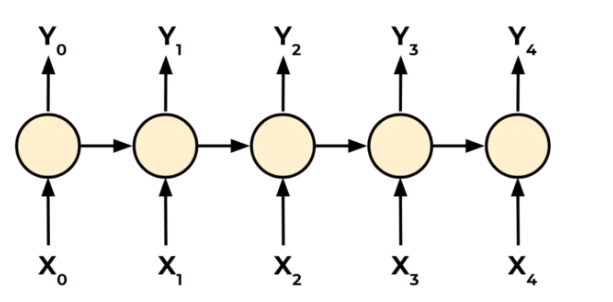 Y₀ Y₁ Y₂ Y₃ Y₄
X₀ X₁ X₂ X₃ X₄